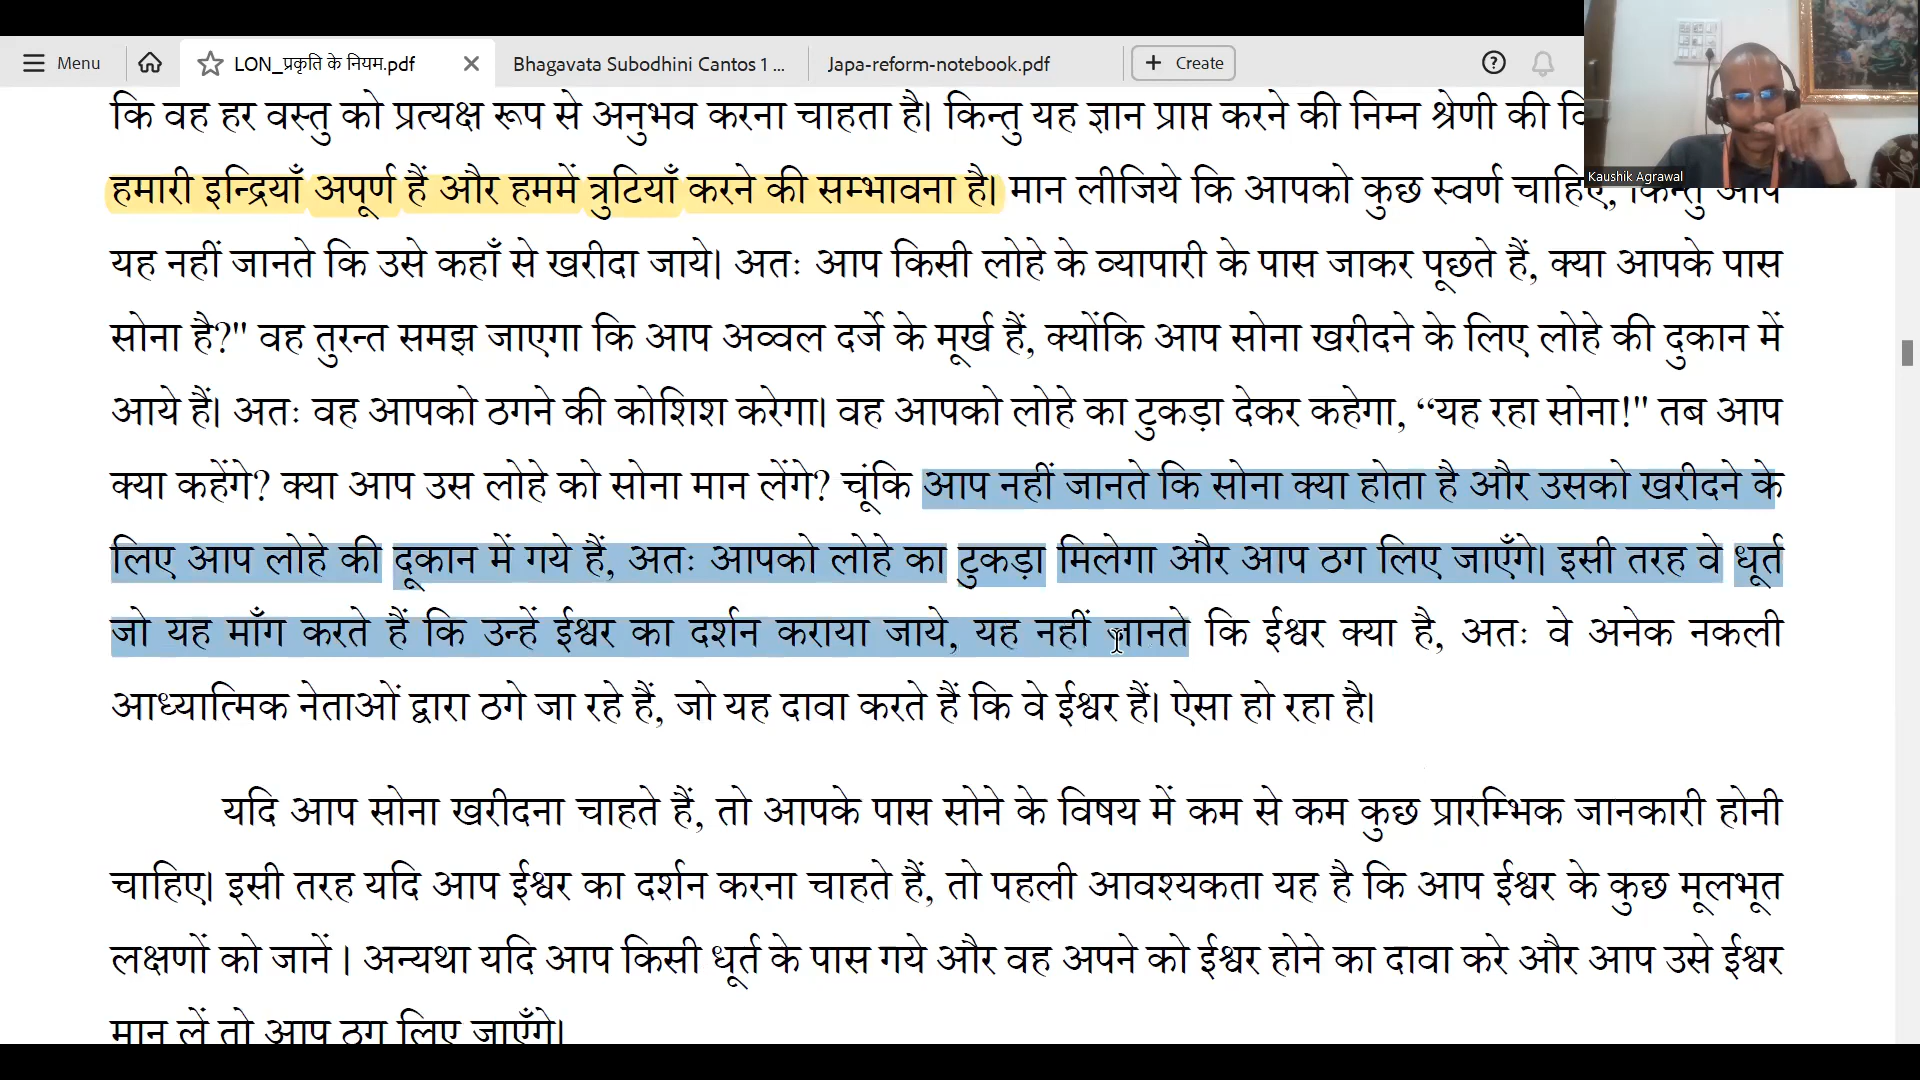 Menu
LON_प्रकृति के नियम.pdf
Bhagavata Subodhini Cantos 1 ...
Japa-reform-notebook.pdf
+ Create
Kaushik Agrawal
कि वह हर वस्तु को प्रत्यक्ष रूप से अनुभव करना चाहता है। किन्तु यह ज्ञान प्राप्त करने की निम्न श्रेणी की
हमारी इन्द्रियाँ अपूर्ण हैं और हममें त्रुटियाँ करने की सम्भावना है। मान लीजिये कि आपको कुछ स्वर्ण चाहिए, किन्तु आप
यह नहीं जानते कि उसे कहाँ से खरीदा जाये। अतः आप किसी लोहे के व्यापारी के पास जाकर पूछते हैं, क्या आपके पास
सोना है?" वह तुरन्त समझ जाएगा कि आप अव्वल दर्जे के मूर्ख हैं, क्योंकि आप सोना खरीदने के लिए लोहे की दुकान में
आये हैं। अतः वह आपको ठगने की कोशिश करेगा। वह आपको लोहे का टुकड़ा देकर कहेगा, “यह रहा सोना!" तब आप
क्या कहेंगे? क्या आप उस लोहे को सोना मान लेंगे? चूंकि आप नहीं जानते कि सोना क्या होता है और उसको खरीदने के
लिए आप लोहे की दूकान में गये हैं, अतः आपको लोहे का टुकड़ा मिलेगा और आप ठग लिए जाएँगे। इसी तरह वे धूर्त
जो यह माँग करते हैं कि उन्हें ईश्वर का दर्शन कराया जाये, यह नहीं जानते कि ईश्वर क्या है, अतः वे अनेक नकली
आध्यात्मिक नेताओं द्वारा ठगे जा रहे हैं, जो यह दावा करते हैं कि वे ईश्वर हैं। ऐसा हो रहा है।
यदि आप सोना खरीदना चाहते हैं, तो आपके पास सोने के विषय में कम से कम कुछ प्रारम्भिक जानकारी होनी
चाहिए। इसी तरह यदि आप ईश्वर का दर्शन करना चाहते हैं, तो पहली आवश्यकता यह है कि आप ईश्वर के कुछ मूलभूत
लक्षणों को जानें । अन्यथा यदि आप किसी धूर्त के पास गये और वह अपने को ईश्वर होने का दावा करे और आप उसे ईश्वर
मान लें तो आप ठग लिए जाएँगे।